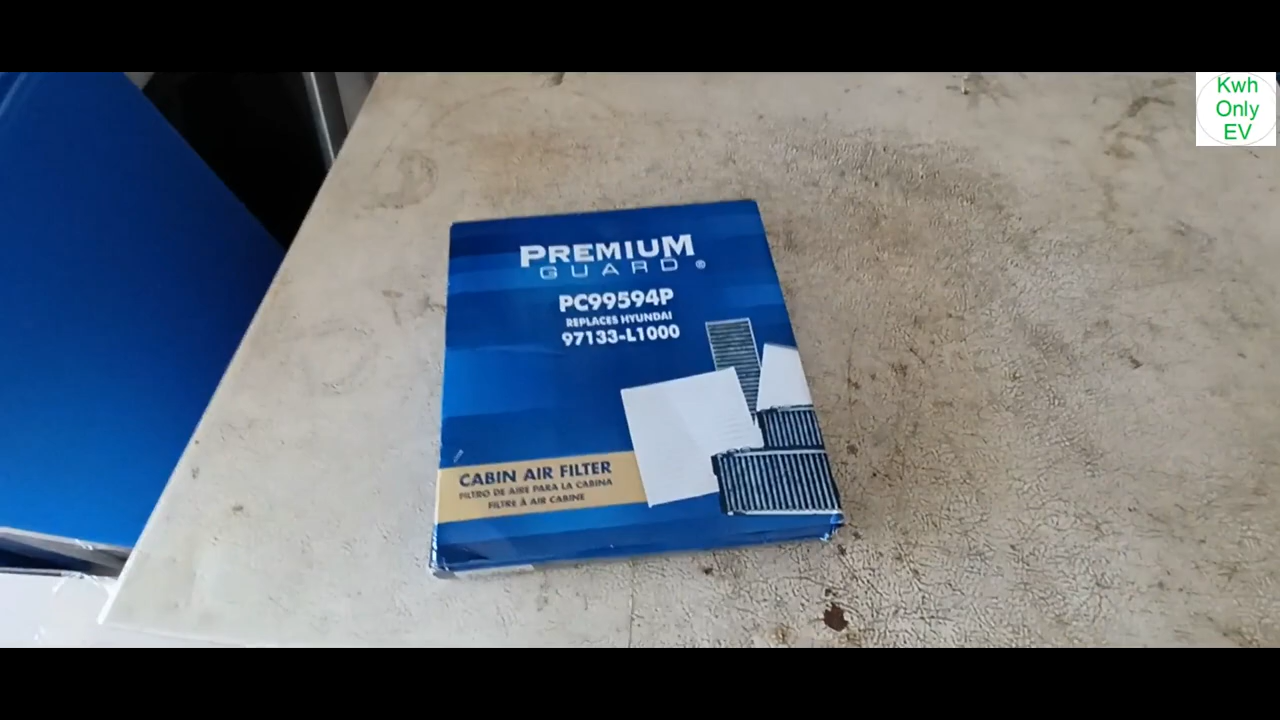 Kwh
Only
EV
PREMIUM
GUARD ®
PC99594P
REPLACES HYUNDAI
97133-L1000
CABIN AIR FILTER
FILTRO DE AIRE PARA LA CABINA
FILTRE À AIR CABINE